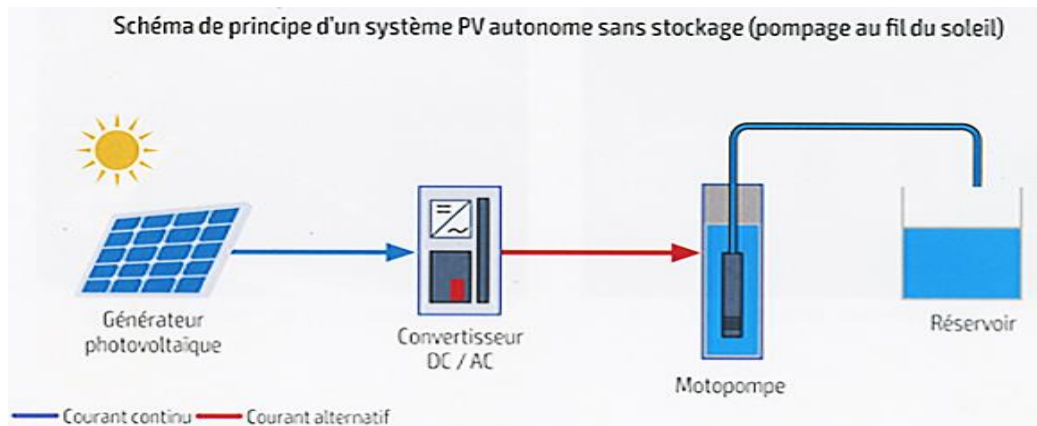 Schéma de principe d'un système PV autonome sans stockage (pompage au fil du soleil)
Générateur
photovoltaïque
Convertisseur
DC / AC
Motopompe
Réservoir
Courant continu
Courant alternatif